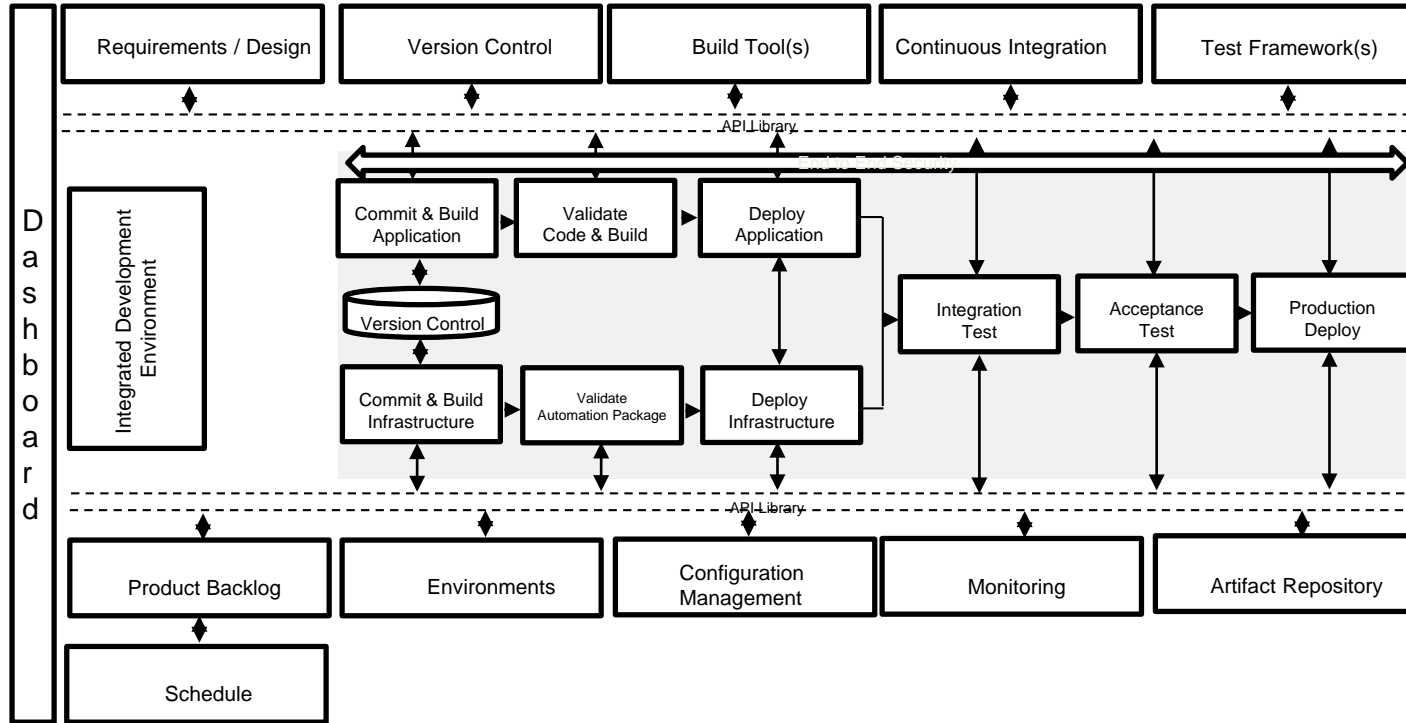 Dashboard
Requirements / Design
Version Control
Build Tool(s)
Continuous Integration
Test Framework(s)
API Library
End to End Security
Integrated Development
Environment
Commit & Build
Application
Validate
Code & Build
Deploy
Application
Version Control
Integration
Test
Acceptance
Test
Production
Deploy
Commit & Build
Infrastructure
Validate
Automation Package
Deploy
Infrastructure
API Library
Product Backlog
Environments
Configuration
Management
Monitoring
Artifact Repository
Schedule